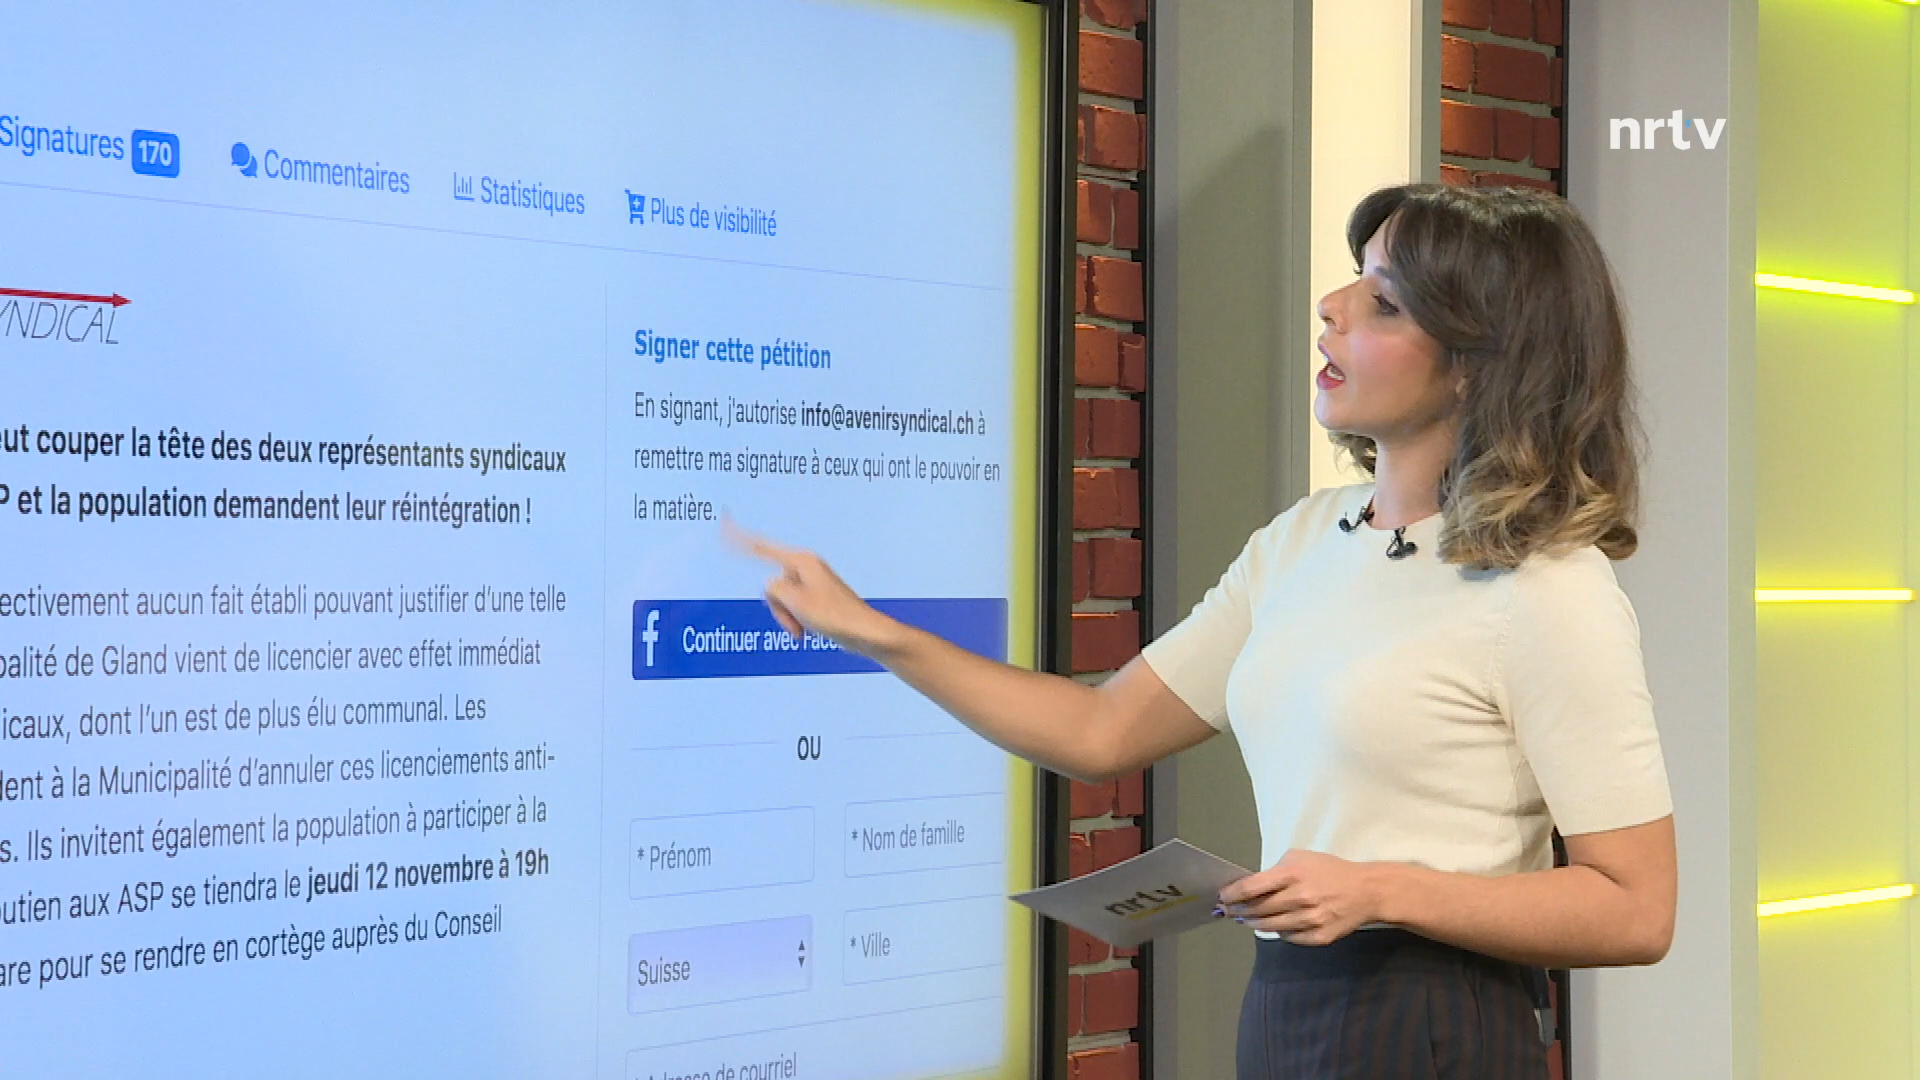 nrtv
Signatures 170 Commentaires Statistiques Plus de visibilité
YNDICAL
couper la tête des deux représentants syndicaux
P et la population demandent leur réintégration !
ectivement aucun fait établi pouvant justifier d'une telle
palité de Gland vient de licencier avec effet immédiat
icaux, dont l'un est de plus élu communal. Les
dent à la Municipalité d'annuler ces licenciements anti-
s. Ils invitent également la population à participer à la
outien aux ASP se tiendra le jeudi 12 novembre à 19h
are pour se rendre en cortège auprès du Conseil
Signer cette pétition
En signant, j'autorise info@avenirsyndical.ch à
remettre ma signature à ceux qui ont le pouvoir en
la matière.
f Continuer avec Face
OU
* Prénom
* Nom de famille
Suisse
* Ville
de courriel
nrtv